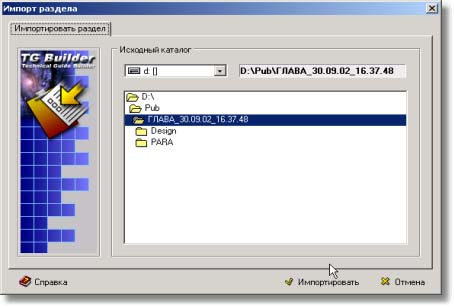 Импорт раздела
Импортировать раздел
TG Builder
Technical Guide Builder
Исходный каталог
d: []
D:\Pub\ГЛАВА_30.09.02_16.37.48
D:\
Pub
ГЛАВА_30.09.02_16.37.48
Design
PARA
Справка
Импортировать
Отмена